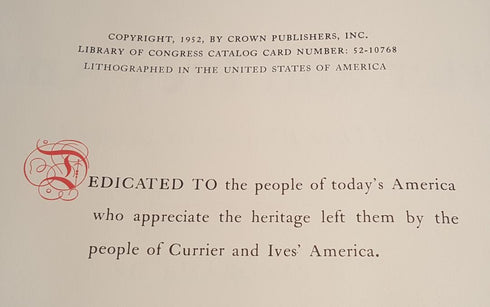 COPYRIGHT, 1952, BY CROWN PUBLISHERS, INC.
LIBRARY OF CONGRESS CATALOG CARD NUMBER: 52-10768
LITHOGRAPHED IN THE UNITED STATES OF AMERICA
DEDICATED TO the people of today's America
who appreciate the heritage left them by the
people of Currier and Ives' America.